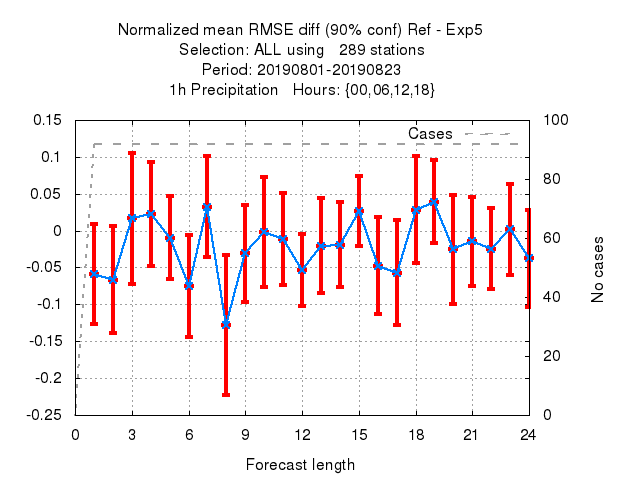 Normalized mean RMSE diff (90% conf) Ref - Exp5
Selection: ALL using   289 stations
Period: 20190801-20190823
1h Precipitation   Hours: {00,06,12,18}
Cases
0.15
0.1
0.05
0
-0.05
-0.1
-0.15
-0.2
-0.25
100
80
60
40
20
0
No cases
0 3 6 9 12 15 18 21 24
Forecast length